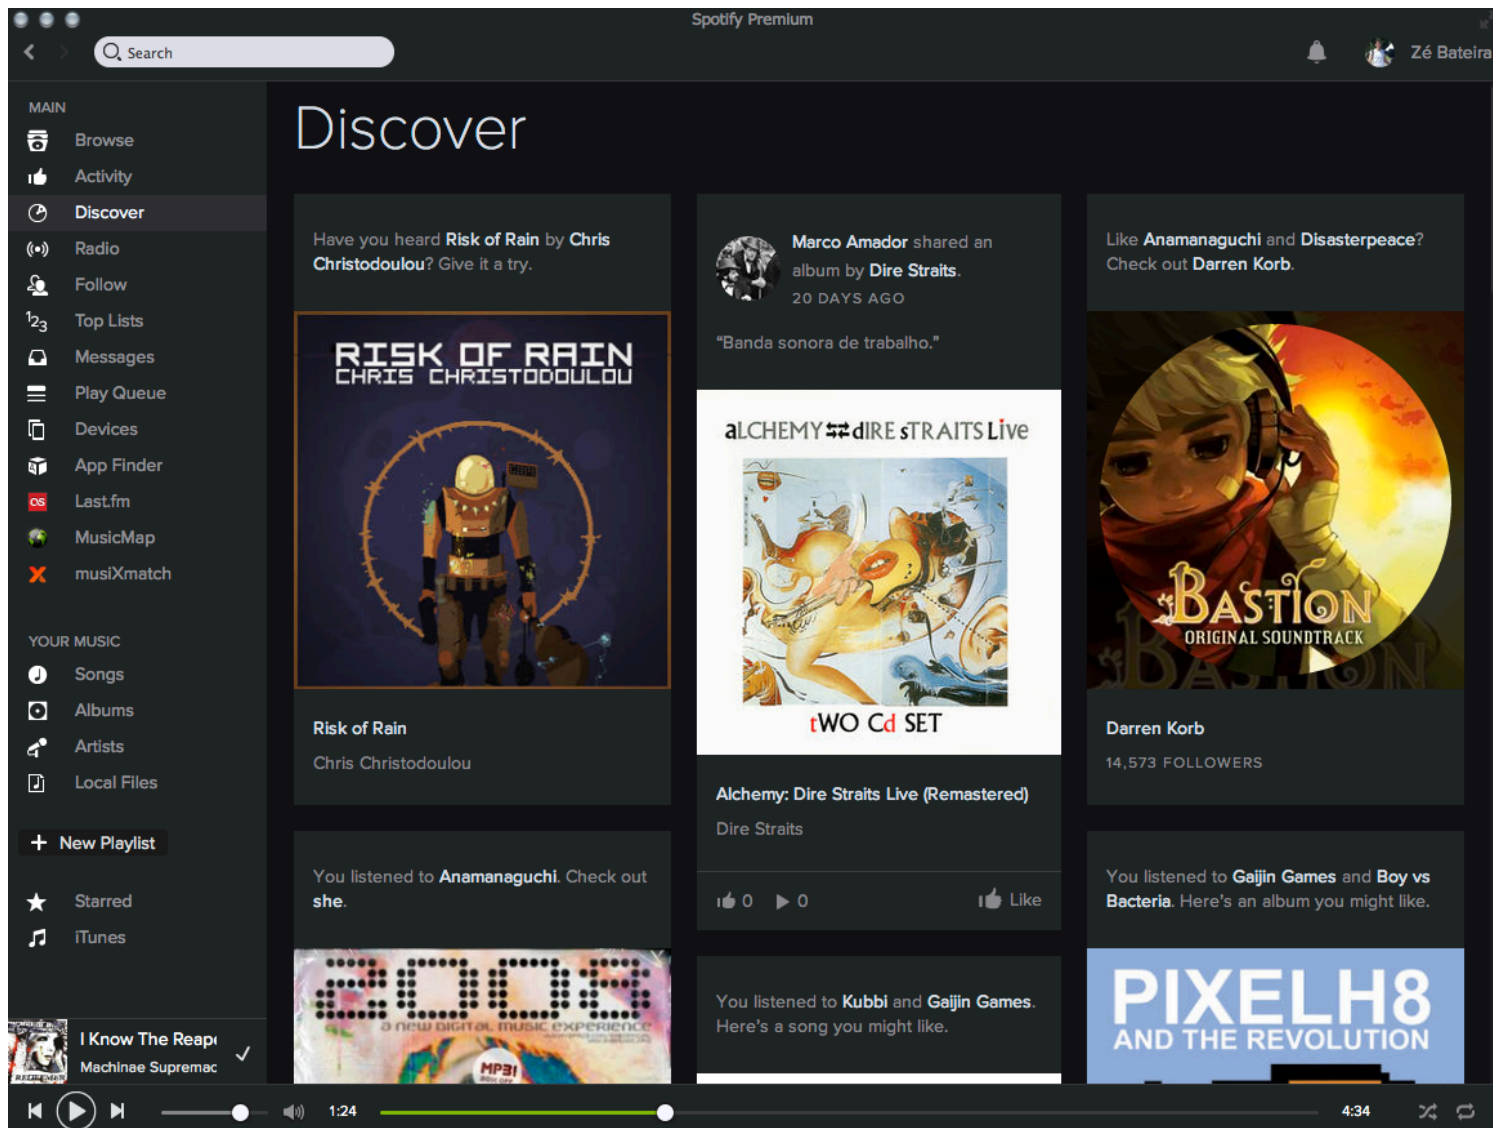 Spotify Premium
Search
Zé Bateira
MAIN
Browse
Activity
Discover
Radio
Follow
Top Lists
Messages
Play Queue
Devices
App Finder
Last.fm
MusicMap
musiXmatch
YOUR MUSIC
Songs
Albums
Artists
Local Files
New Playlist
Starred
iTunes
Discover
Have you heard Risk of Rain by Chris
Christodoulou? Give it a try.
RISK OF RAIN
CHRIS CHRISTODOULOU
Risk of Rain
Chris Christodoulou
Marco Amador shared an
album by Dire Straits.
20 DAYS AGO
“Banda sonora de trabalho.”
aLCHEMY dIRE sTRAITS Live
tWO Cd SET
Alchemy: Dire Straits Live (Remastered)
Dire Straits
0 0 Like
Like Anamanaguchi and Disasterpeace?
Check out Darren Korb.
BASTION
ORIGINAL SOUNDTRACK
BASTION
Darren Korb
14,573 FOLLOWERS
You listened to Anamanaguchi. Check out
she.
2008
a new DIGITAL MUSIC EXPERIENCE
MP3!
You listened to Kubbi and Gaijin Games.
Here’s a song you might like.
You listened to Gaijin Games and Boy vs
Bacteria. Here’s an album you might like.
PIXELH8
AND THE REVOLUTION
I Know The Reape
Machinae Supremac
REDEEMER
1:24
4:34